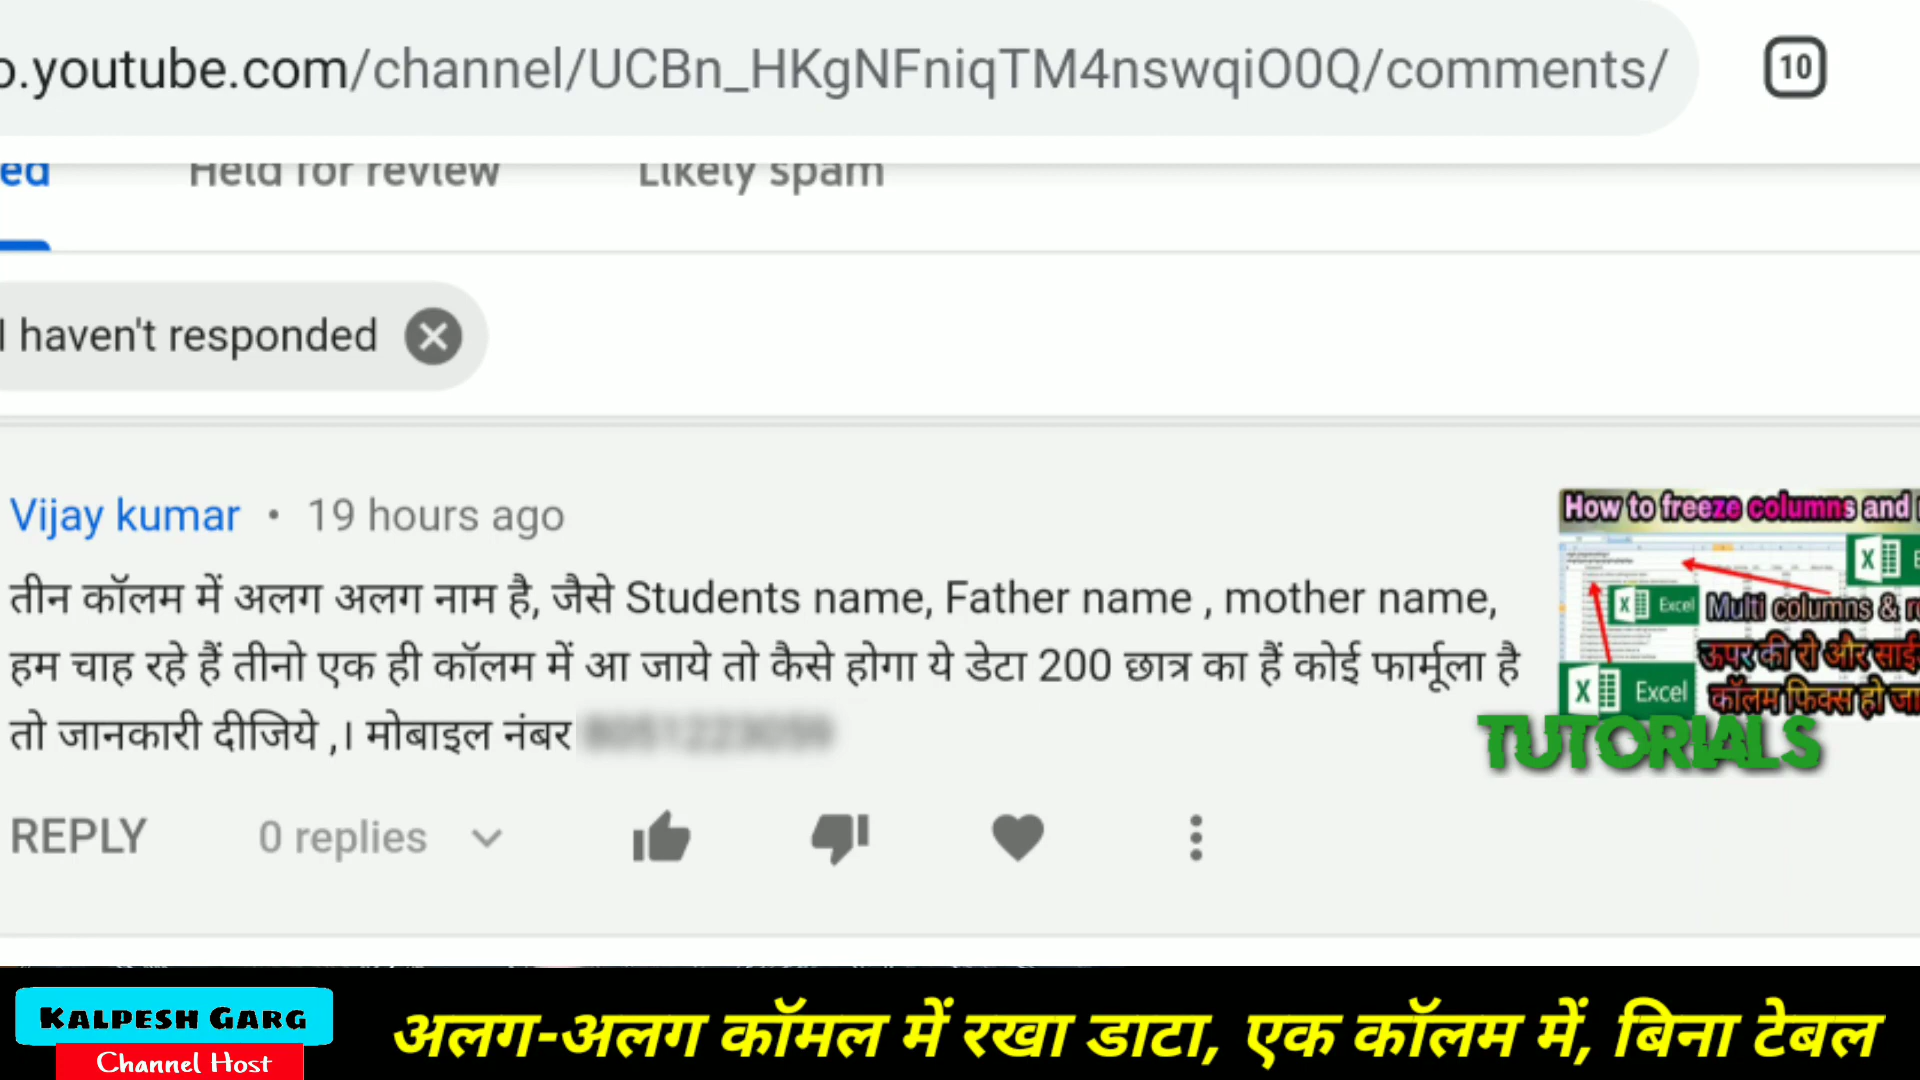 o.youtube.com/channel/UCBn_HKgNFniqTM4nswqiO0Q/comments/
10
ed Held for review Likely spam
I haven't responded
Vijay kumar • 19 hours ago
तीन कॉलम में अलग अलग नाम है, जैसे Students name, Father name , mother name,
हम चाह रहे हैं तीनो एक ही कॉलम में आ जाये तो कैसे होगा ये डेटा 200 छात्र का हैं कोई फार्मूला है
तो जानकारी दीजिये ,। मोबाइल नंबर
How to freeze columns and
Excel
Multi columns &
ऊपर की रो और साई
Excel
कॉलम फिक्स हो जा
TUTORIALS
REPLY 0 replies
KALPESH GARG
Channel Host
अलग-अलग कॉमल में रखा डाटा, एक कॉलम में, बिना टेबल